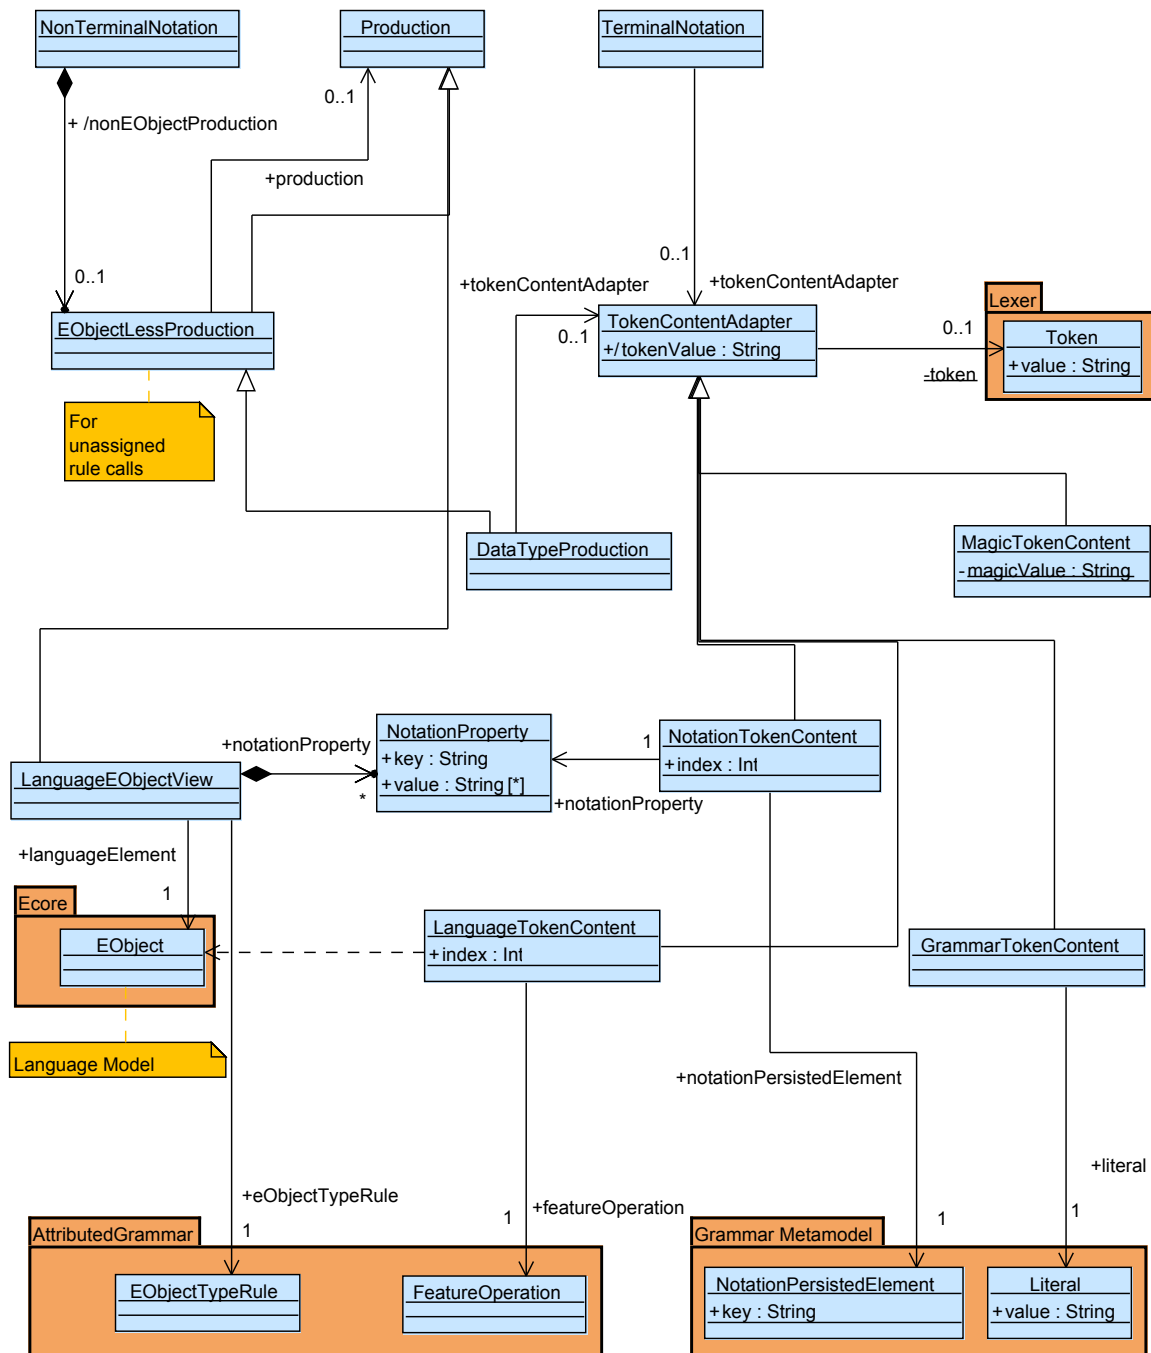 NonTerminalNotation
Production
TerminalNotation
0..1
+ /nonEObjectProduction
+production
0..1
0..1
+tokenContentAdapter
+tokenContentAdapter
Lexer
EObjectLessProduction
TokenContentAdapter
0..1
0..1
Token
+/tokenValue : String
+value : String
-token
For
unassigned
rule calls
DataTypeProduction
MagicTokenContent
-magicValue : String
NotationProperty
NotationTokenContent
+notationProperty
1
+key : String
+index : Int
LanguageEObjectView
+value : String [*]
*
+notationProperty
+languageElement
1
Ecore
LanguageTokenContent
EObject
GrammarTokenContent
+index : Int
Language Model
+notationPersistedElement
+literal
+eObjectTypeRule
+featureOperation
1
1
1
1
AttributedGrammar
Grammar Metamodel
EObjectTypeRule
FeatureOperation
NotationPersistedElement
Literal
+key : String
+value : String